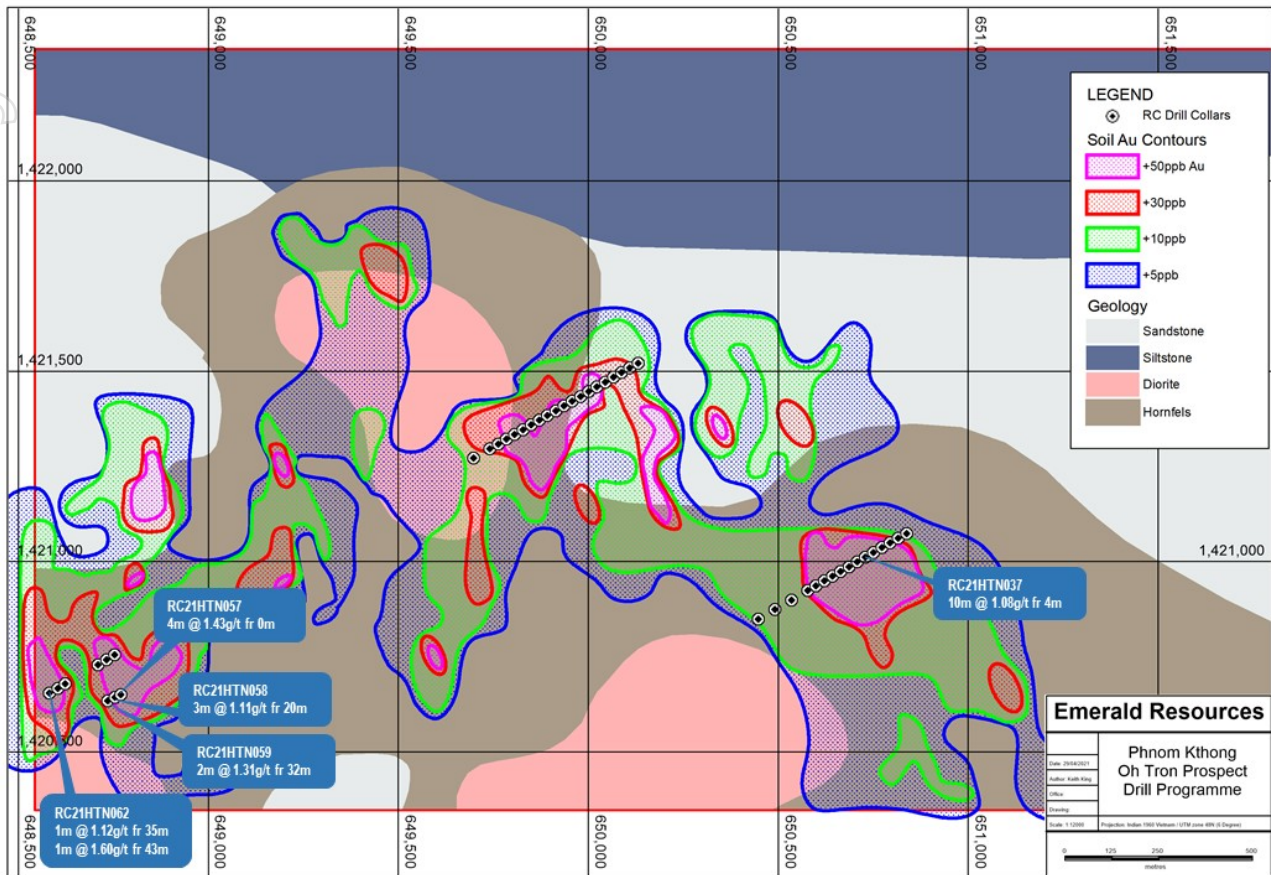 648,500
649,000
649,500
650,000
650,500
651,000
651,500
1,422,000
1,421,500
1,421,000
1,421,000
1,420,500
LEGEND
RC Drill Collars
Soil Au Contours
+50ppb Au
+30ppb
+10ppb
+5ppb
Geology
Sandstone
Siltstone
Diorite
Hornfels
RC21HTN037
10m @ 1.08g/t fr 4m
RC21HTN057
4m @ 1.43g/t fr 0m
RC21HTN058
3m @ 1.11g/t fr 20m
RC21HTN059
2m @ 1.31g/t fr 32m
RC21HTN062
1m @ 1.12g/t fr 35m
1m @ 1.60g/t fr 43m
Emerald Resources
Date: 29/04/2021
Author: Keith King
Office:
Drawing:
Scale: 1:12000
Phnom Kthong
Oh Tron Prospect
Drill Programme
Projection: Indian 1960 Vietnam / UTM zone 48N (6 Degree)
0 125 250 500
metres
648,500
649,000
649,500
650,000
650,500
651,000